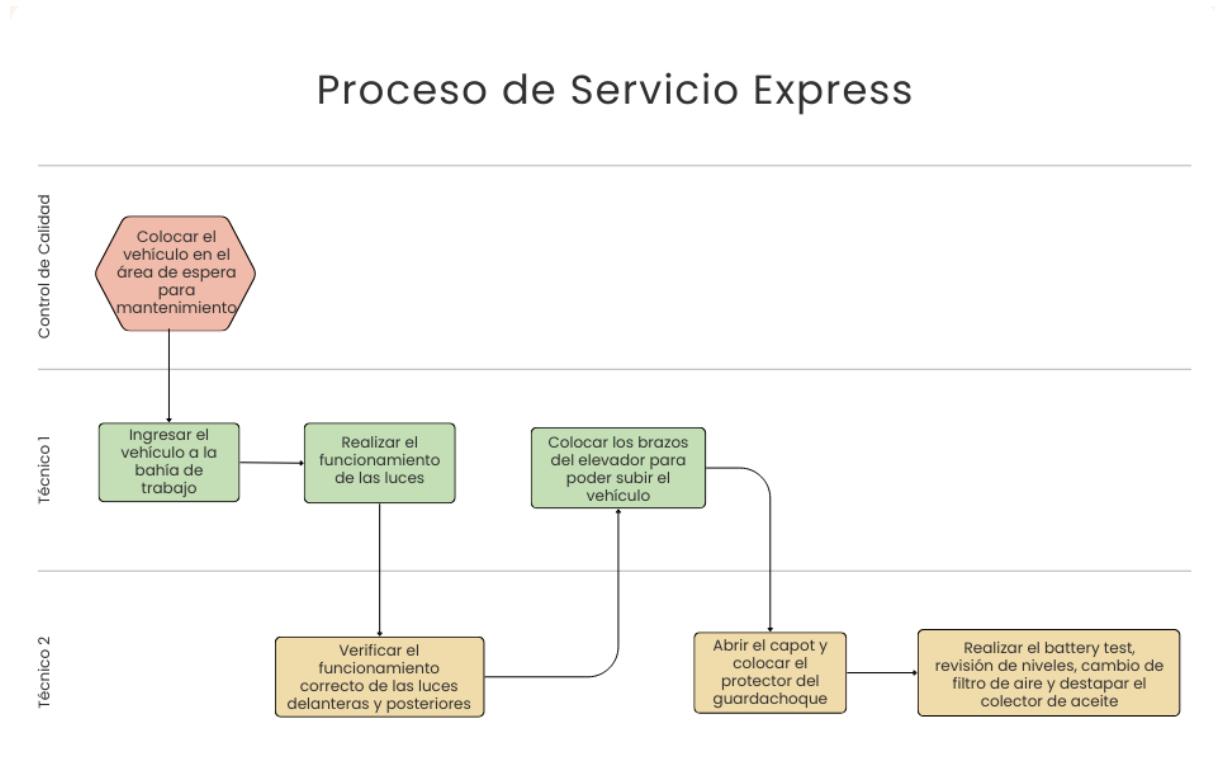 Proceso de Servicio Express
Control de Calidad
Colocar el
vehículo en el
área de espera
para
mantenimiento
Técnico 1
Ingresar el
vehículo a la
bahía de
trabajo
Realizar el
funcionamiento
de las luces
Colocar los brazos
del elevador para
poder subir el
vehículo
Técnico 2
Verificar el
funcionamiento
correcto de las luces
delanteras y posteriores
Abrir el capot y
colocar el
protector del
guardachoque
Realizar el battery test,
revisión de niveles, cambio de
filtro de aire y destapar el
colector de aceite